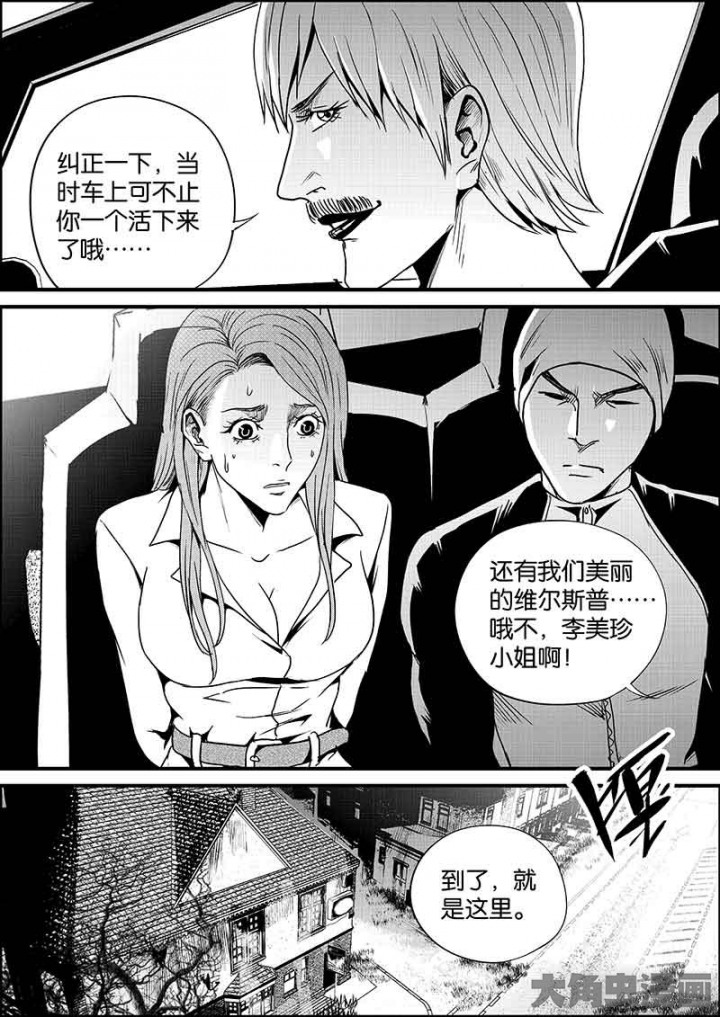 纠正一下，当
时车上可不止
你一个活下来
了哦……
还有我们美丽
的维尔斯普……
哦不，李美珍
小姐啊！
到了，就
是这里。
大角虫漫画